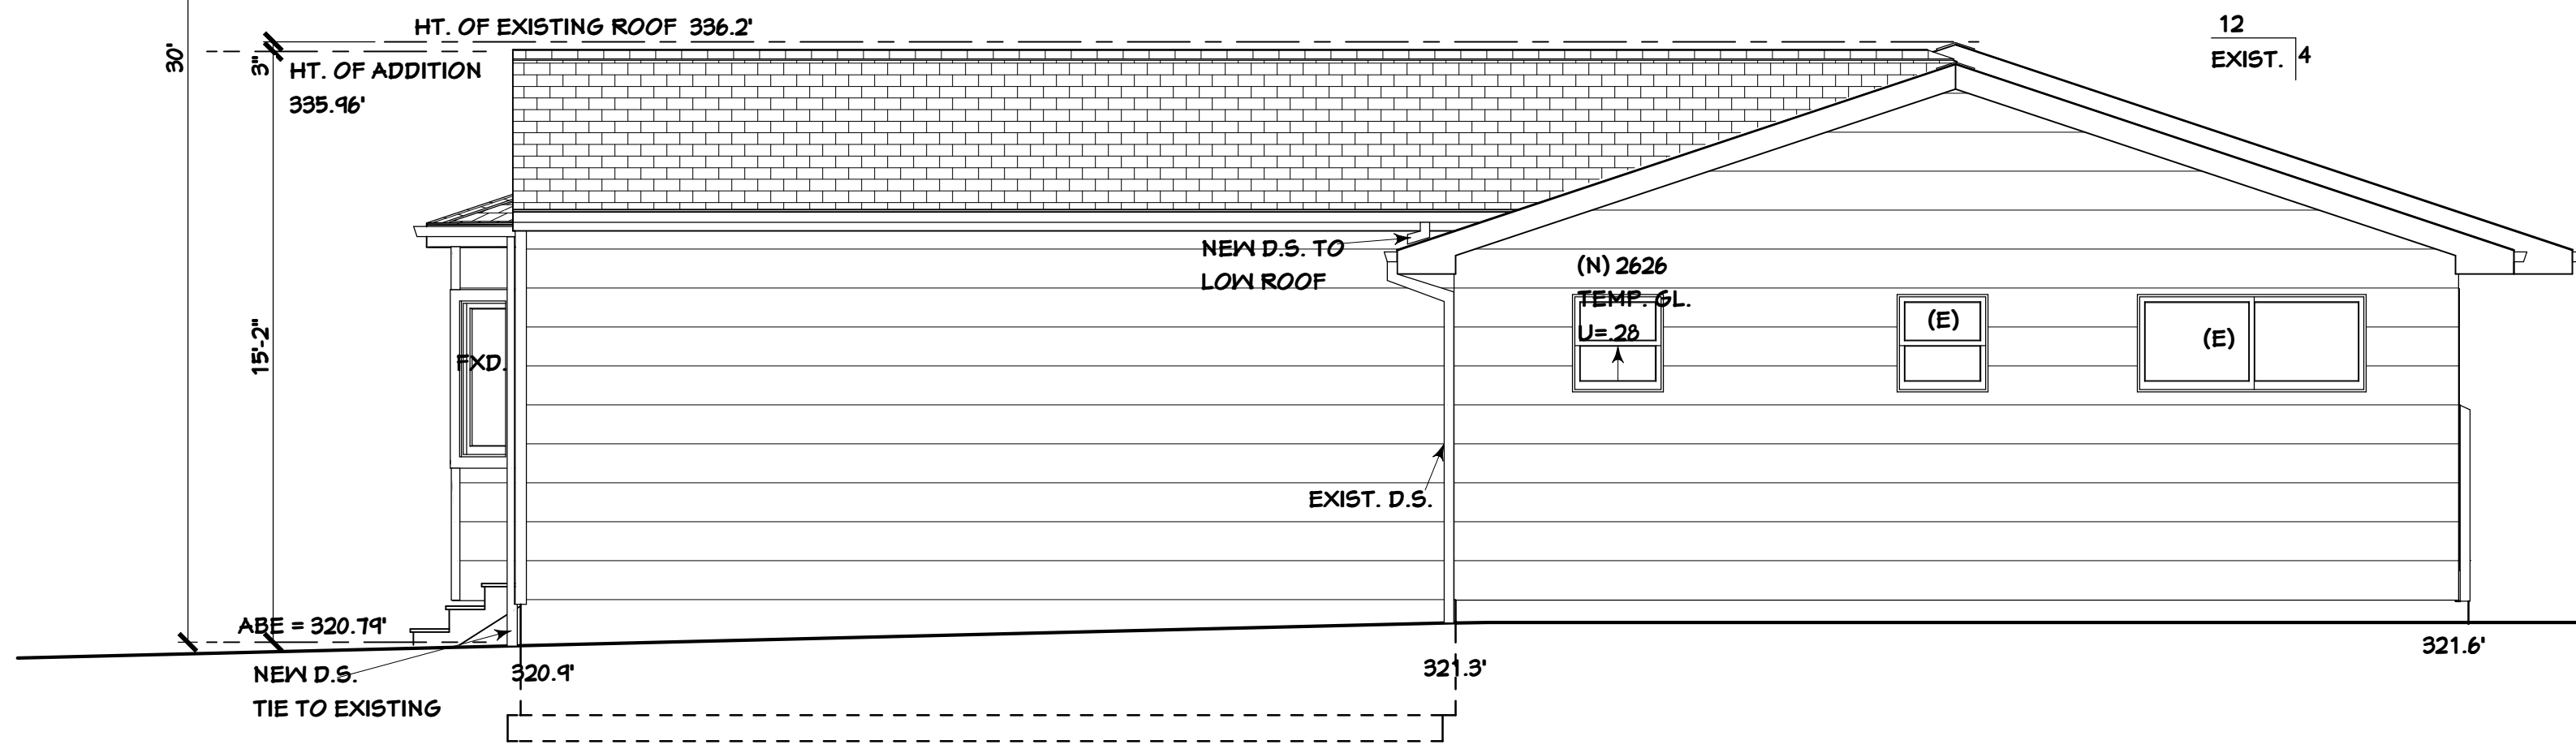 HT. OF EXISTING ROOF 336.2'
30'
3"
HT. OF ADDITION
335.96'
12
EXIST. 4
NEW D.S. TO
LOW ROOF
(N) 2626
TEMP. GL.
U=.28
(E)
(E)
15'-2"
FXD.
EXIST. D.S.
ABE = 320.79'
NEW D.S.
TIE TO EXISTING
320.9'
321.3'
321.6'